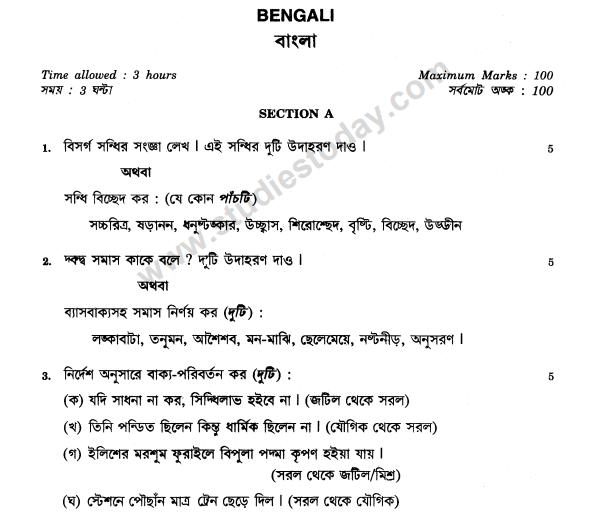 BENGALI
বাংলা
Time allowed : 3 hours
Maximum Marks : 100
সময় : 3 ঘন্টা
সর্বমোট অঙ্ক : 100
SECTION A
1. বিসর্গ সন্ধির সংজ্ঞা লেখ । এই সন্ধির দুটি উদাহরণ দাও । 5
অথবা
সন্ধি বিচ্ছেদ কর : (যে কোন পাঁচটি)
সচ্চরিত্র, ষড়ানন, ধনুষ্টঙ্কার, উচ্ছ্বাস, শিরোশ্ছেদ, বৃষ্টি, বিচ্ছেদ, উড্ডীন
2. দ্বন্দ্ব সমাস কাকে বলে ? দু'টি উদাহরণ দাও । 5
অথবা
ব্যাসবাক্যসহ সমাস নির্ণয় কর (দুটি) :
লঙ্কাবাটা, তনুমন, আশৈশব, মন-মাঝি, ছেলেমেয়ে, নষ্টনীড়, অনুসরণ ।
3. নির্দেশ অনুসারে বাক্য-পরিবর্তন কর (দুটি) : 5
(ক) যদি সাধনা না কর, সিদ্ধিলাভ হইবে না । (জটিল থেকে সরল)
(খ) তিনি পন্ডিত ছিলেন কিন্তু ধার্মিক ছিলেন না । (যৌগিক থেকে সরল)
(গ) ইলিশের মরশুম ফুরাইলে বিপুলা পদ্মা কৃপণ হইয়া যায় ।
(সরল থেকে জটিল/মিশ্র)
(ঘ) স্টেশনে পৌছাঁন মাত্র ট্রেন ছেড়ে দিল । (সরল থেকে যৌগিক)
www.studiestoday.com